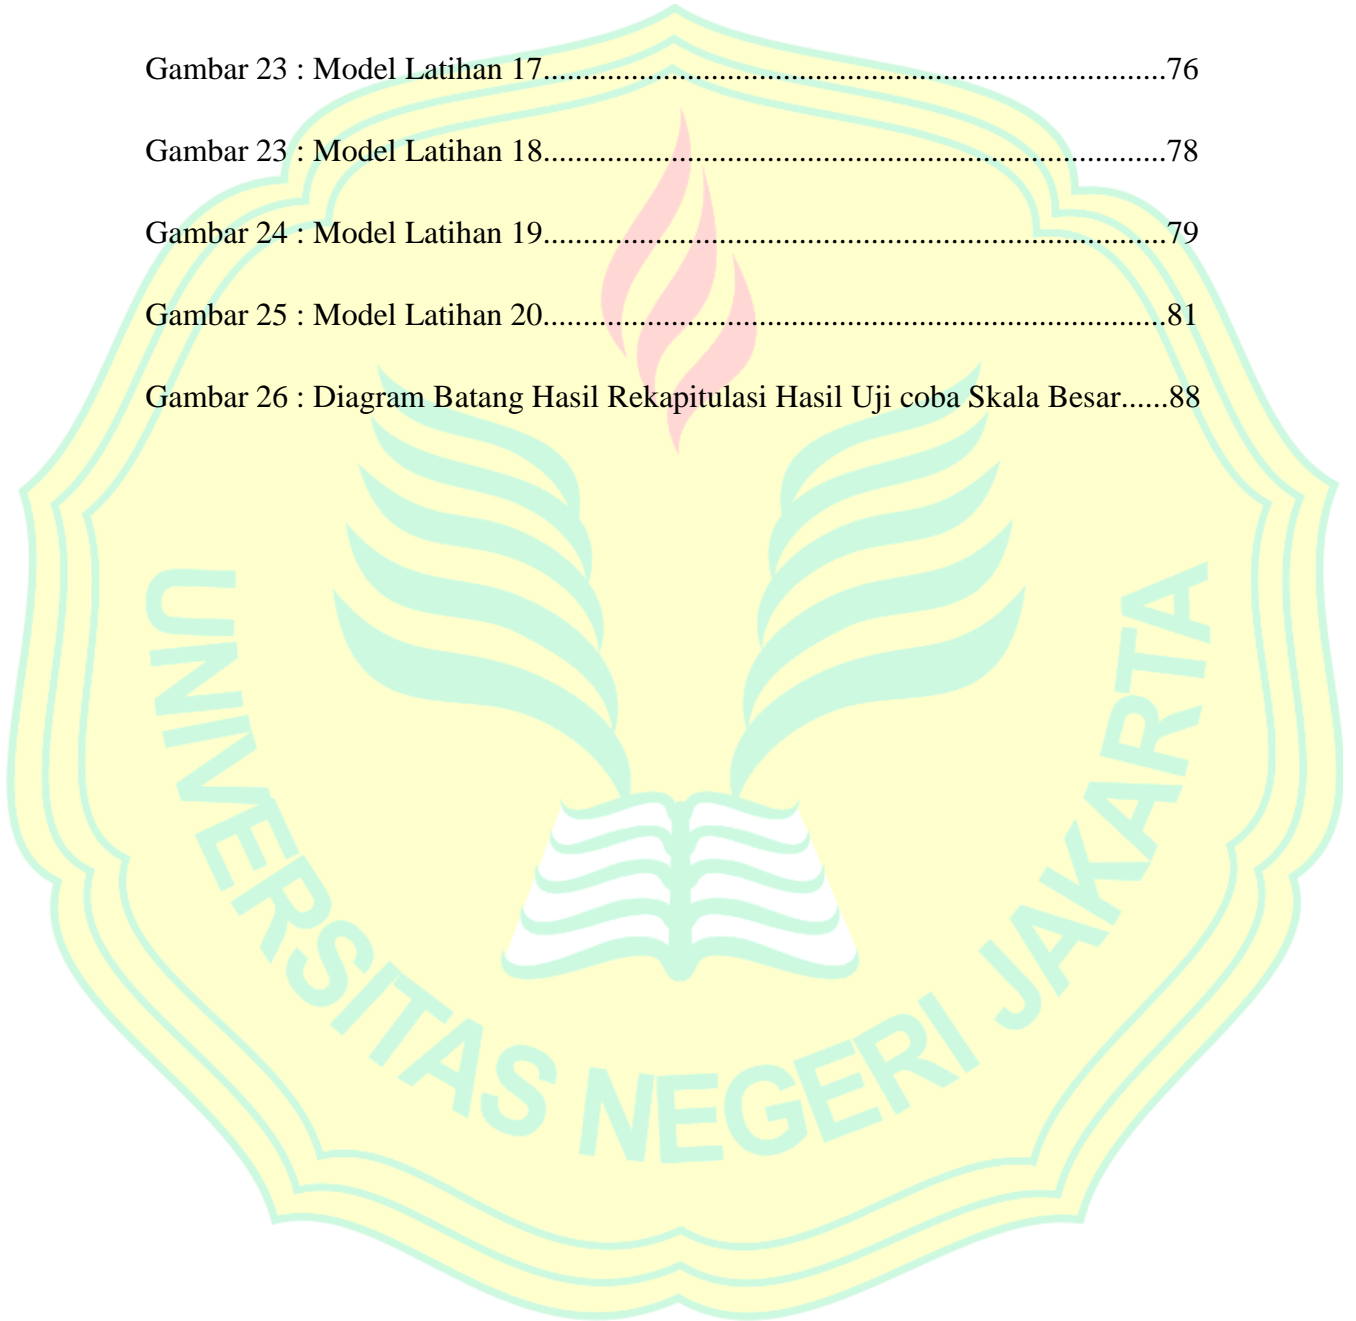 Gambar 23 : Model Latihan 17..............................................................................76
Gambar 23 : Model Latihan 18..............................................................................78
Gambar 24 : Model Latihan 19..............................................................................79
Gambar 25 : Model Latihan 20..............................................................................81
Gambar 26 : Diagram Batang Hasil Rekapitulasi Hasil Uji coba Skala Besar......88
UNIVERSITAS NEGERI JAKARTA